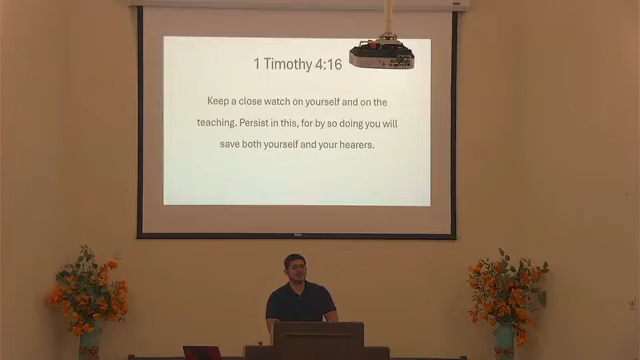 1 Timothy 4:16
Keep a close watch on yourself and on the
teaching. Persist in this, for by so doing you will
save both yourself and your hearers.